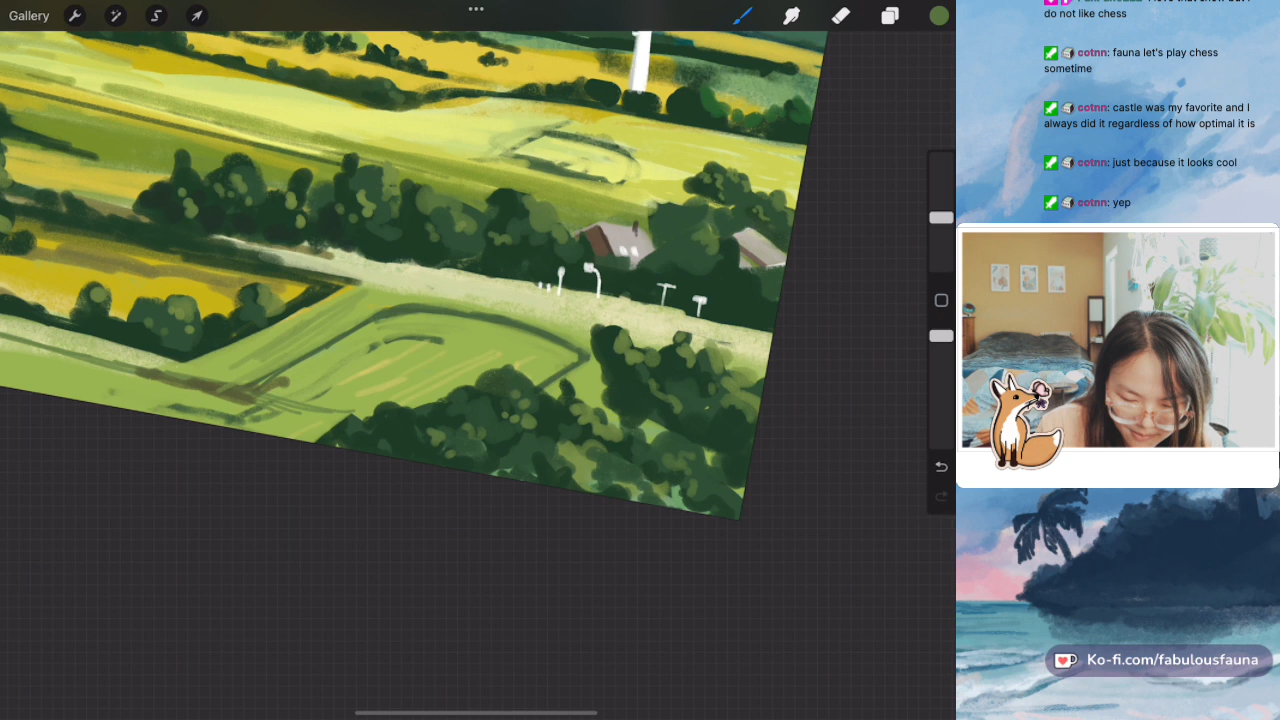 Gallery
do not like chess
cotnn: fauna let's play chess
sometime
cotnn: castle was my favorite and I
always did it regardless of how optimal it is
cotnn: just because it looks cool
cotnn: yep
Ko-fi.com/fabulousfauna